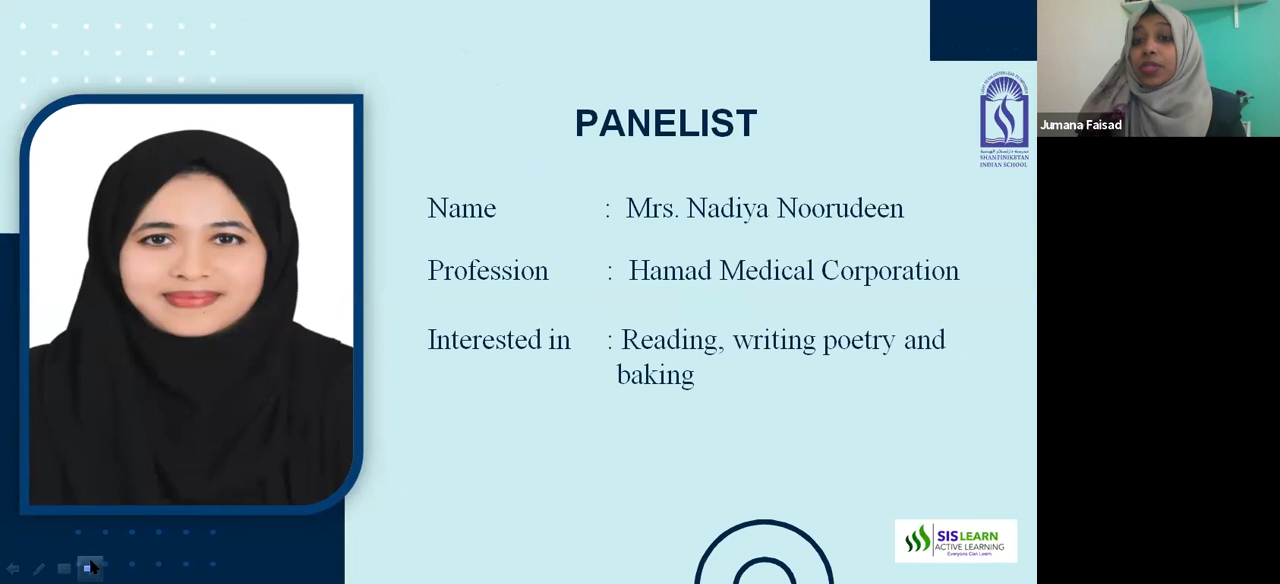 PANELIST
Name : Mrs. Nadiya Noorudeen
Profession : Hamad Medical Corporation
Interested in : Reading, writing poetry and
baking
SHANTINIKETAN
INDIAN SCHOOL
Jumana Faisad
SIS LEARN
ACTIVE LEARNING
Everyone Can Learn